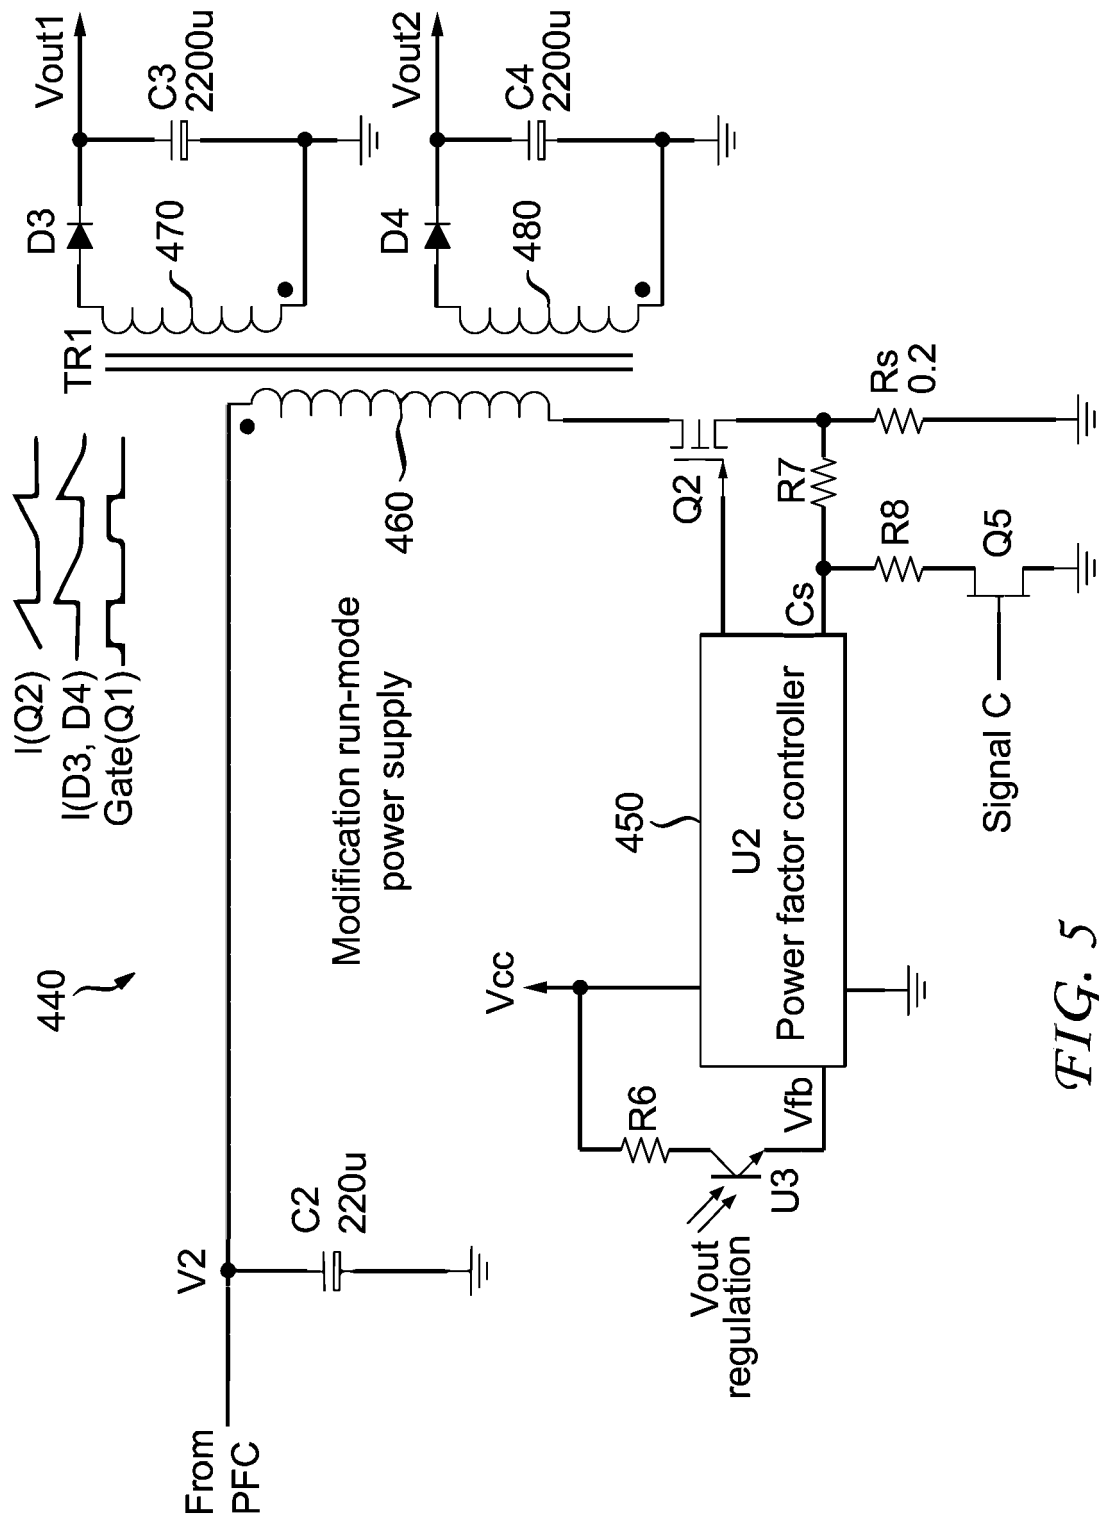 440
I(Q2)
I(D3, D4)
Gate(Q1)
TR1
D3
470
Vout1
C3
2200u
D4
480
Vout2
C4
2200u
From
PFC
V2
C2
220u
Modification run-mode
power supply
460
Vcc
450
Q2
R6
U2
Power factor controller
Vout
regulation
U3
Vfb
Cs
R7
Rs
0.2
R8
Q5
Signal C
FIG. 5